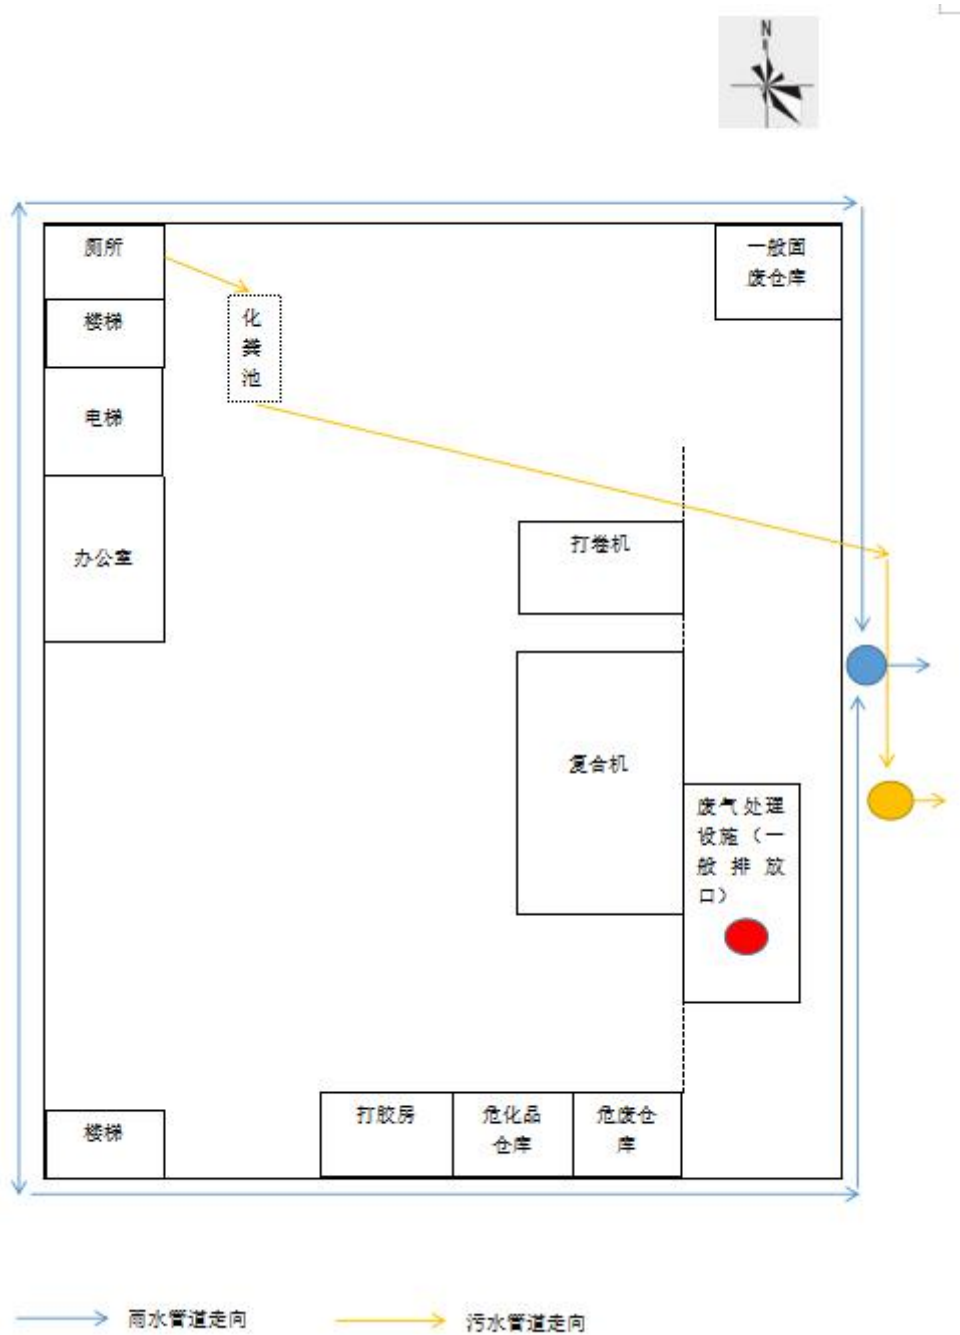 N
厕所
一般固
废仓库
楼梯
化
粪
池
电梯
打卷机
办公室
复合机
废气处理
设施（一
般排放
口）
打胶房
危化品
仓库
危废仓
库
楼梯
雨水管道走向
污水管道走向